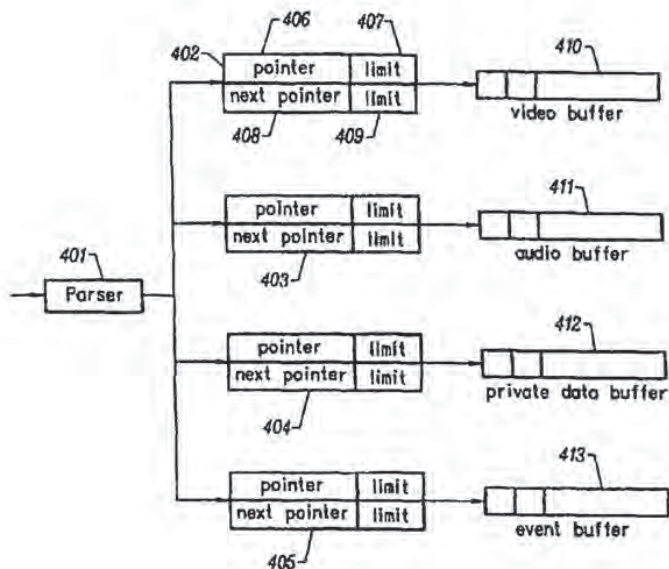 406 407
402
pointer limit
next pointer limit
408 409
410
video buffer
pointer limit
next pointer limit
403
411
audio buffer
401
Parser
pointer limit
next pointer limit
404
412
private data buffer
pointer limit
next pointer limit
405
413
event buffer